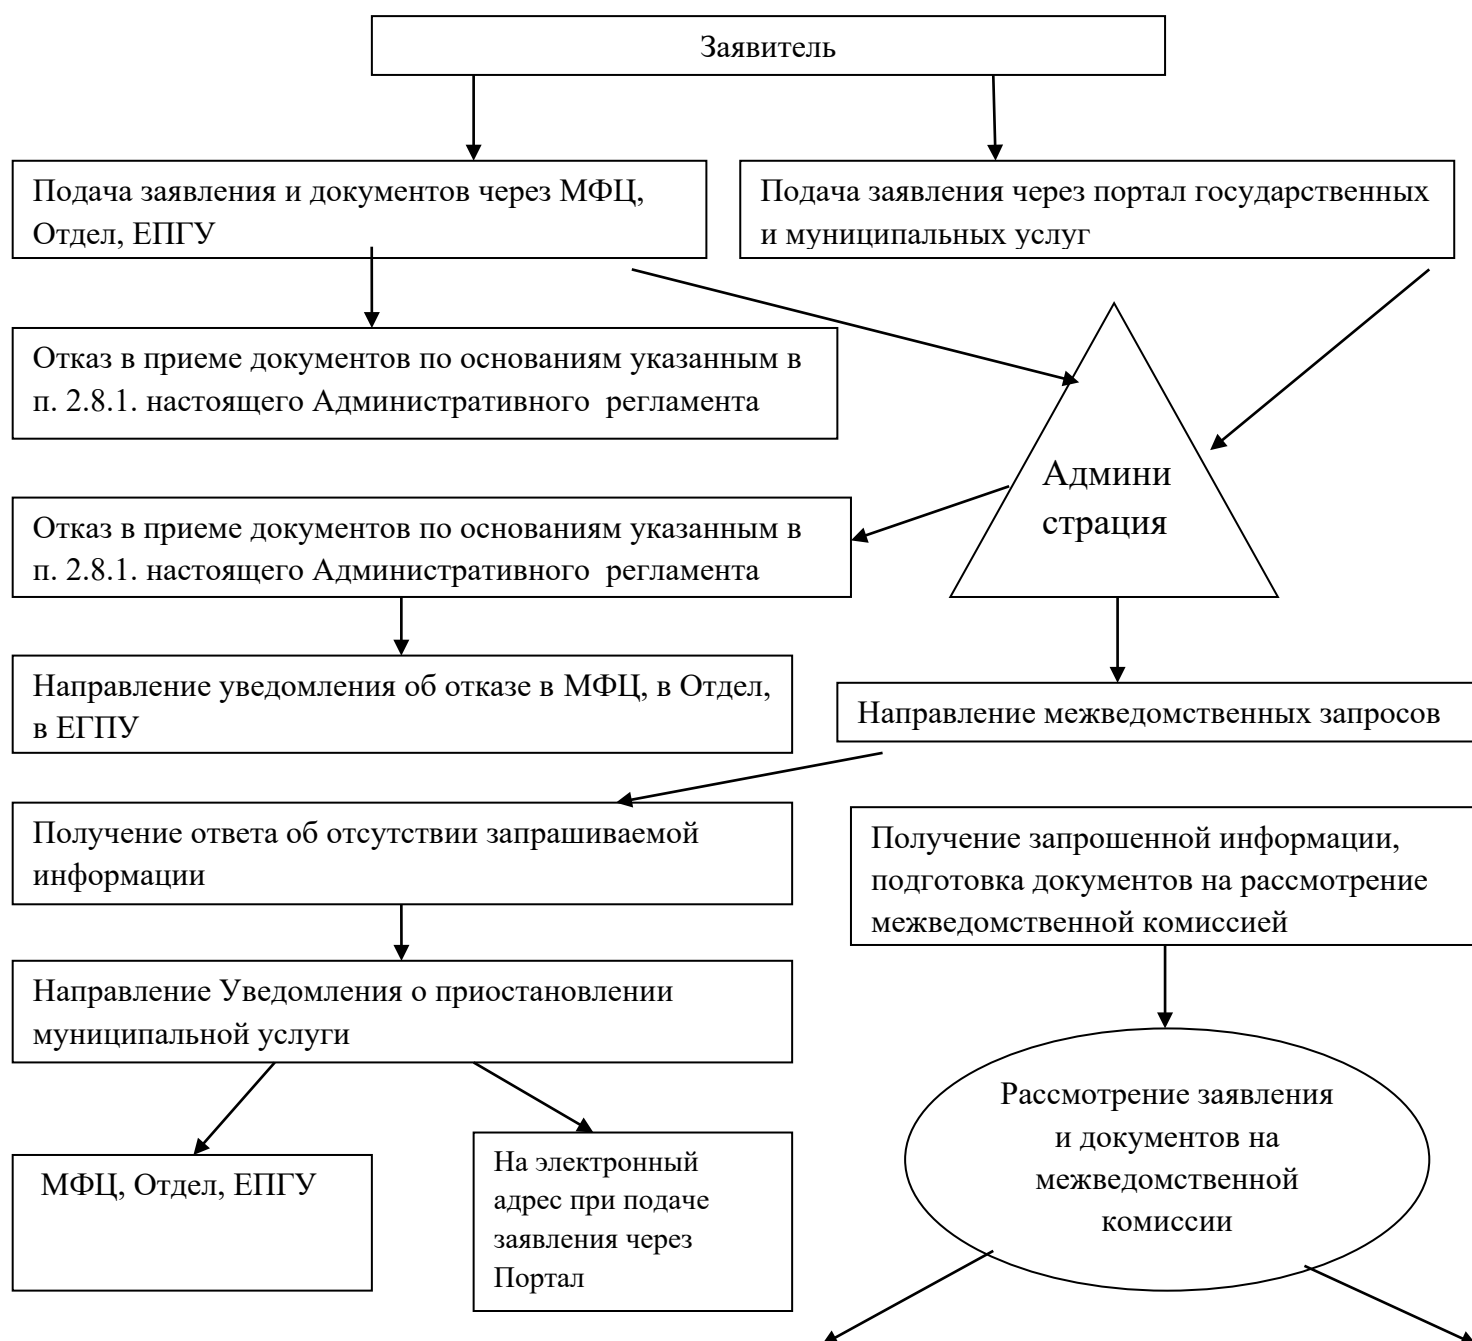 Заявитель
Подача заявления и документов через МФЦ,
Отдел, ЕПГУ
Подача заявления через портал государственных
и муниципальных услуг
Отказ в приеме документов по основаниям указанным в
п. 2.8.1. настоящего Административного  регламента
Админи
страция
Отказ в приеме документов по основаниям указанным в
п. 2.8.1. настоящего Административного  регламента
Направление уведомления об отказе в МФЦ, в Отдел,
в ЕГПУ
Направление межведомственных запросов
Получение ответа об отсутствии запрашиваемой
информации
Получение запрошенной информации,
подготовка документов на рассмотрение
межведомственной комиссией
Направление Уведомления о приостановлении
муниципальной услуги
Рассмотрение заявления
и документов на
межведомственной
комиссии
МФЦ, Отдел, ЕПГУ
На электронный
адрес при подаче
заявления через
Портал